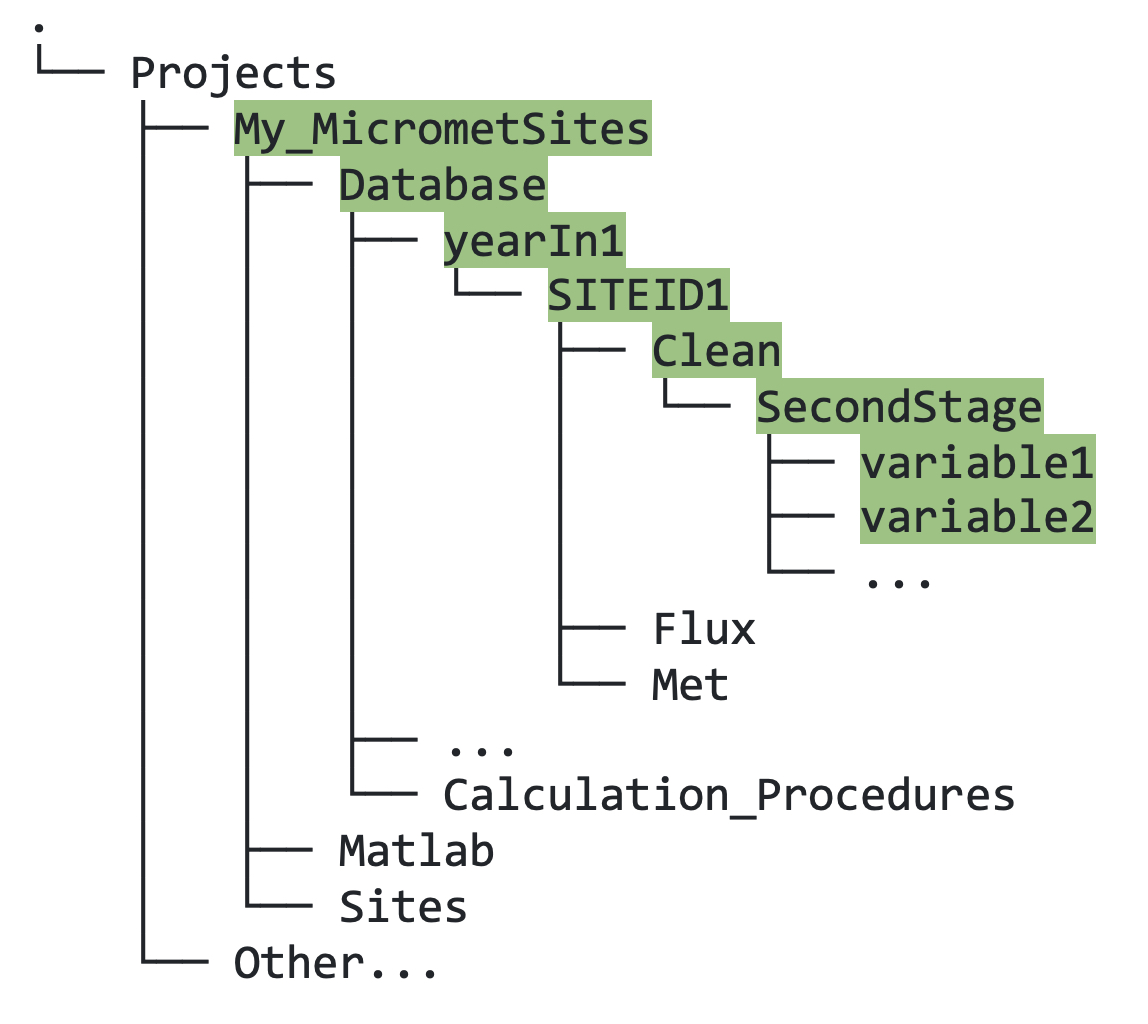 .
Projects
My_MicrometSites
Database
yearIn1
SITEID1
Clean
SecondStage
variable1
variable2
...
Flux
Met
...
Calculation_Procedures
Matlab
Sites
Other...